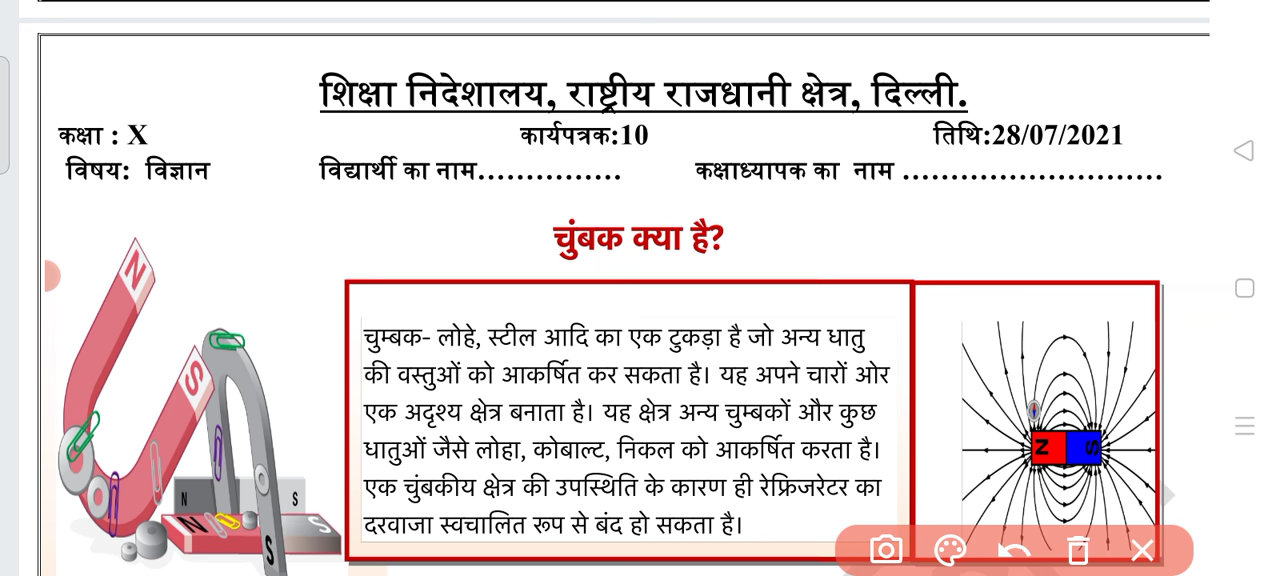 शिक्षा निदेशालय, राष्ट्रीय राजधानी क्षेत्र, दिल्ली.
कक्षा : X कार्यपत्रक:10 तिथि:28/07/2021
विषय: विज्ञान विद्यार्थी का नाम............... कक्षाध्यापक का नाम ...........................
चुंबक क्या है?
चुम्बक- लोहे, स्टील आदि का एक टुकड़ा है जो अन्य धातु
की वस्तुओं को आकर्षित कर सकता है। यह अपने चारों ओर
एक अदृश्य क्षेत्र बनाता है। यह क्षेत्र अन्य चुम्बकों और कुछ
धातुओं जैसे लोहा, कोबाल्ट, निकल को आकर्षित करता है।
एक चुंबकीय क्षेत्र की उपस्थिति के कारण ही रेफ्रिजरेटर का
दरवाजा स्वचालित रूप से बंद हो सकता है।
N
S
N S
N S
S
N S